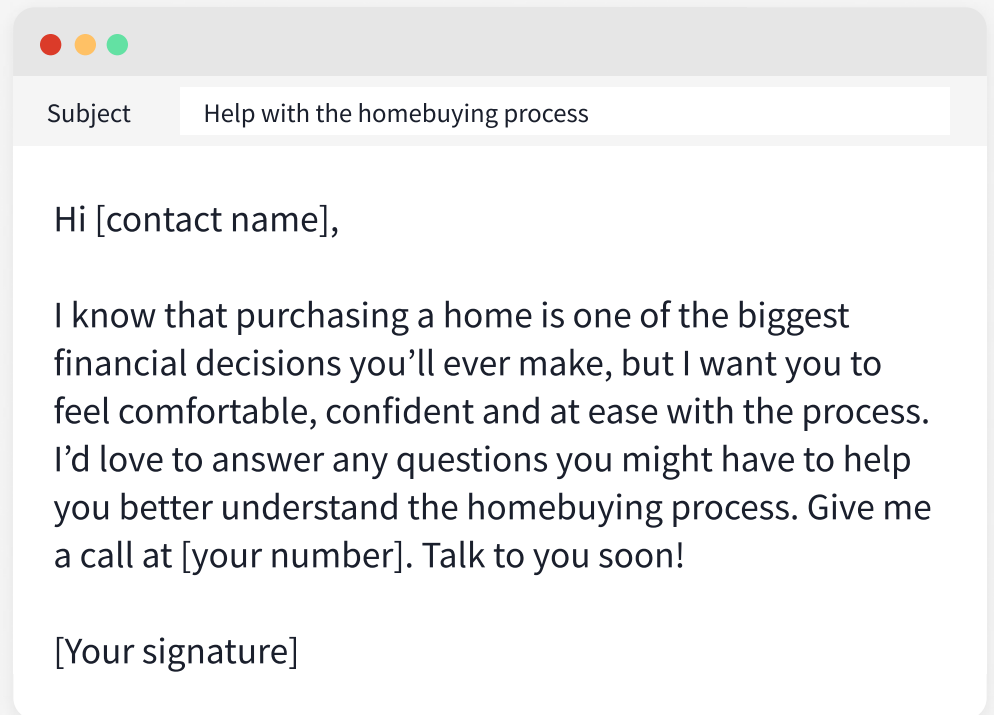 Subject
Help with the homebuying process
Hi [contact name],
I know that purchasing a home is one of the biggest
financial decisions you’ll ever make, but I want you to
feel comfortable, confident and at ease with the process.
I’d love to answer any questions you might have to help
you better understand the homebuying process. Give me
a call at [your number]. Talk to you soon!
[Your signature]